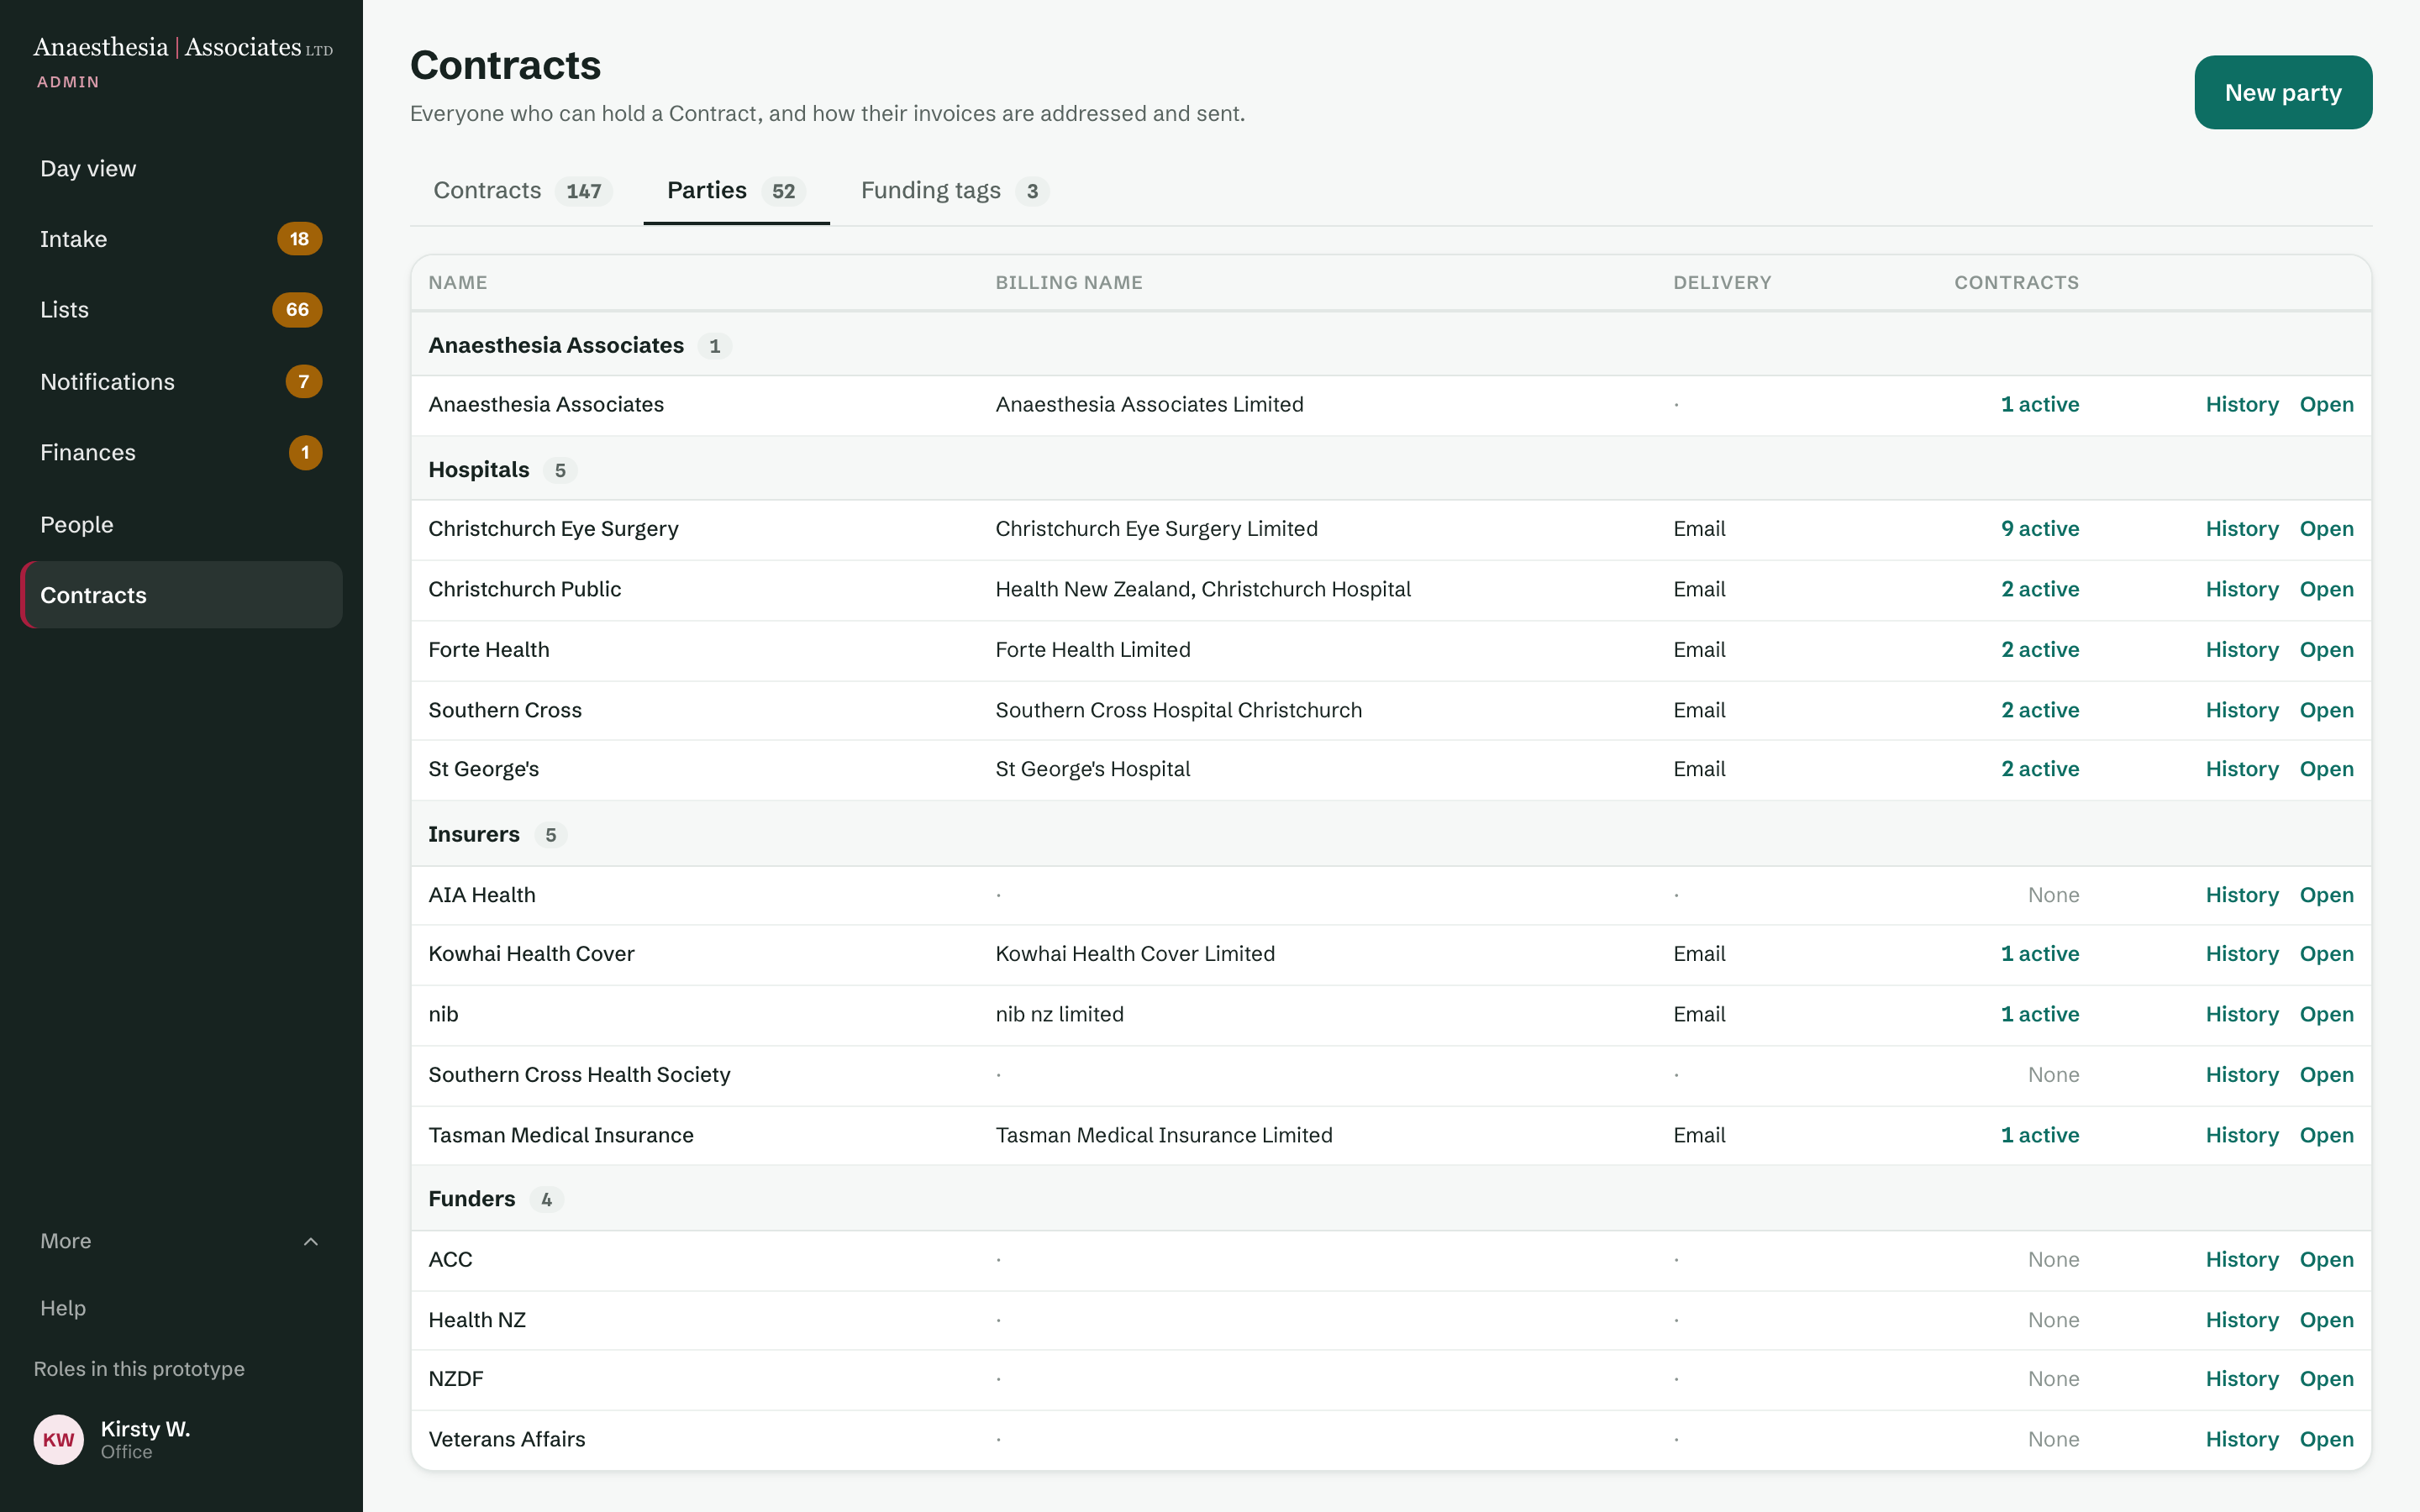 Anaesthesia | Associates LTD
ADMIN
Day view
Intake 18
Lists 66
Notifications 7
Finances 1
People
Contracts
More
Help
Roles in this prototype
KW
Kirsty W.
Office
Contracts
Everyone who can hold a Contract, and how their invoices are addressed and sent.
New party
Contracts 147 Parties 52 Funding tags 3
NAME BILLING NAME DELIVERY CONTRACTS
Anaesthesia Associates 1
Anaesthesia Associates Anaesthesia Associates Limited · 1 active History Open
Hospitals 5
Christchurch Eye Surgery Christchurch Eye Surgery Limited Email 9 active History Open
Christchurch Public Health New Zealand, Christchurch Hospital Email 2 active History Open
Forte Health Forte Health Limited Email 2 active History Open
Southern Cross Southern Cross Hospital Christchurch Email 2 active History Open
St George's St George's Hospital Email 2 active History Open
Insurers 5
AIA Health · · None History Open
Kowhai Health Cover Kowhai Health Cover Limited Email 1 active History Open
nib nib nz limited Email 1 active History Open
Southern Cross Health Society · · None History Open
Tasman Medical Insurance Tasman Medical Insurance Limited Email 1 active History Open
Funders 4
ACC · · None History Open
Health NZ · · None History Open
NZDF · · None History Open
Veterans Affairs · · None History Open